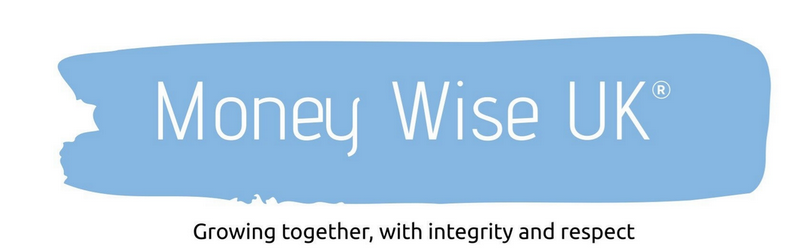 Money Wise UK®
Growing together, with integrity and respect